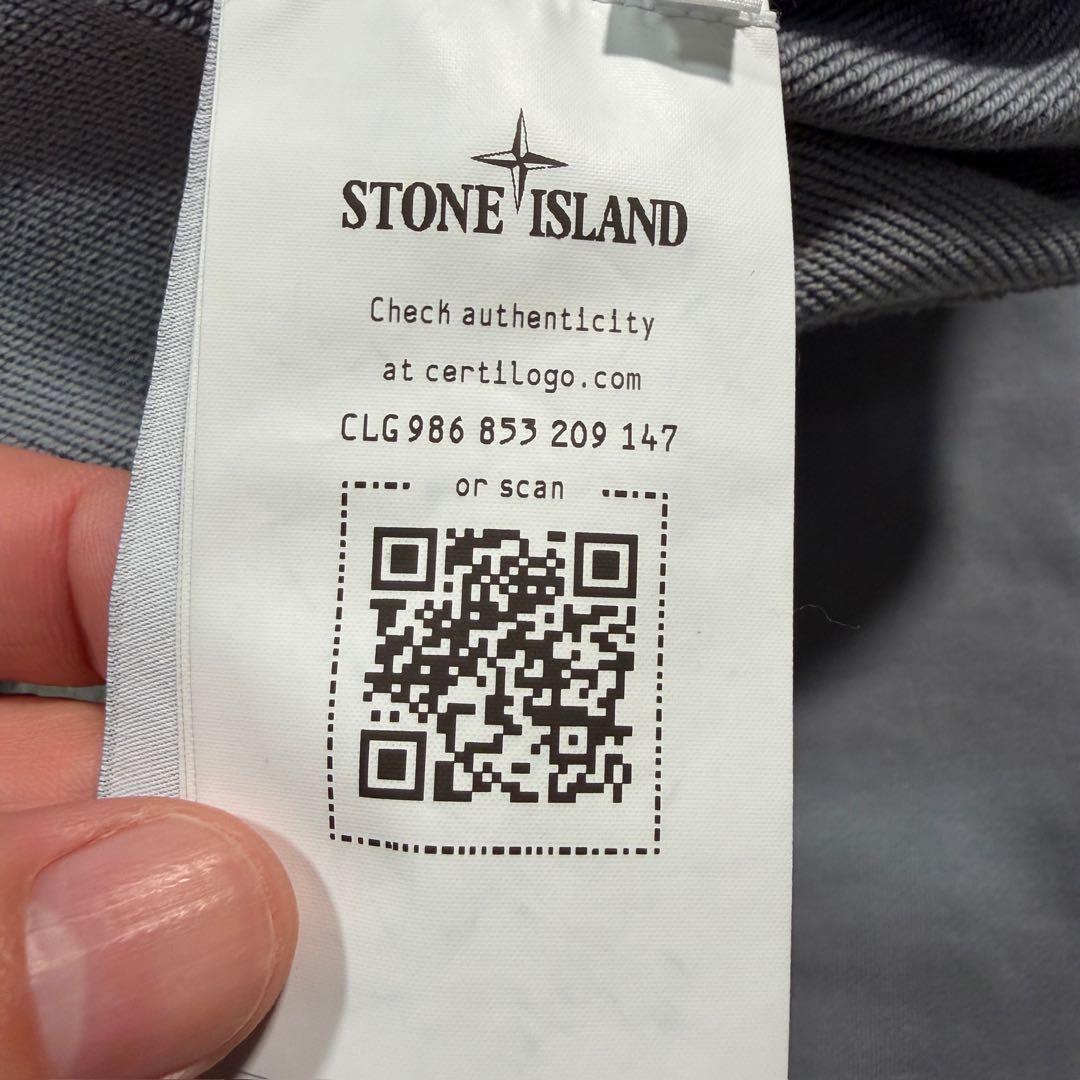 STONE ISLAND
Check authenticity
at certilogo.com
CLG 986 853 209 147
or scan